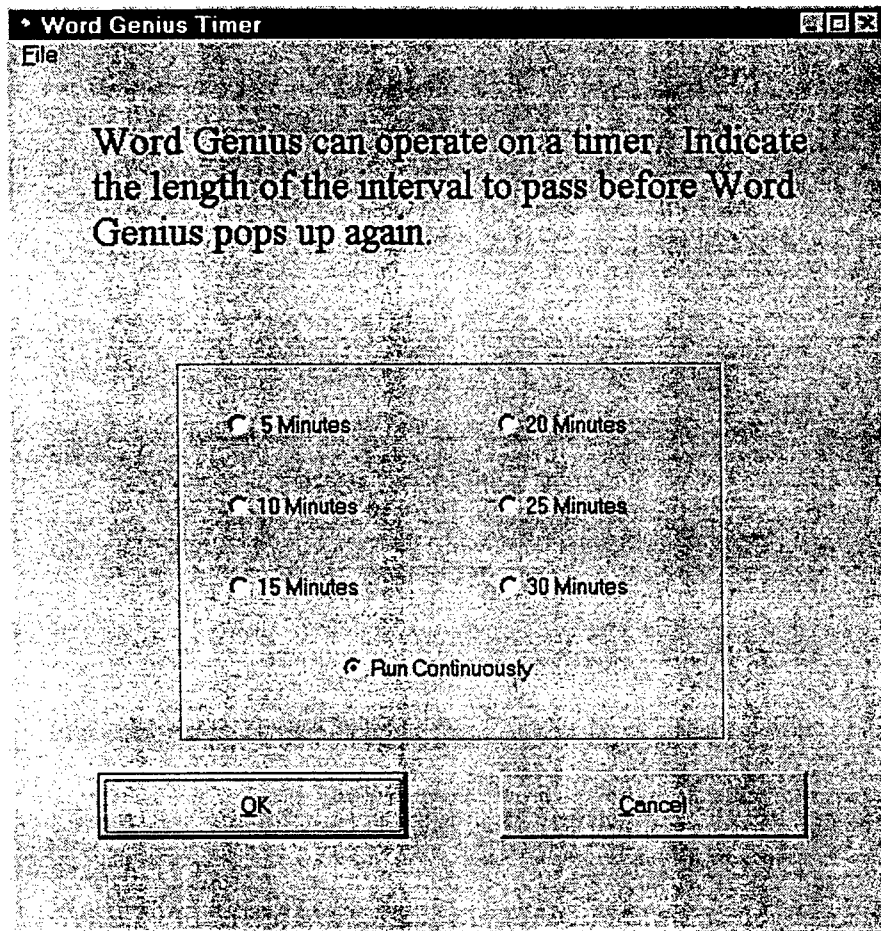 Word Genius Timer
File
Word Genius can operate on a timer. Indicate
the length of the interval to pass before Word
Genius pops up again.
5 Minutes 20 Minutes
10 Minutes 25 Minutes
15 Minutes 30 Minutes
Run Continuously
OK Cancel